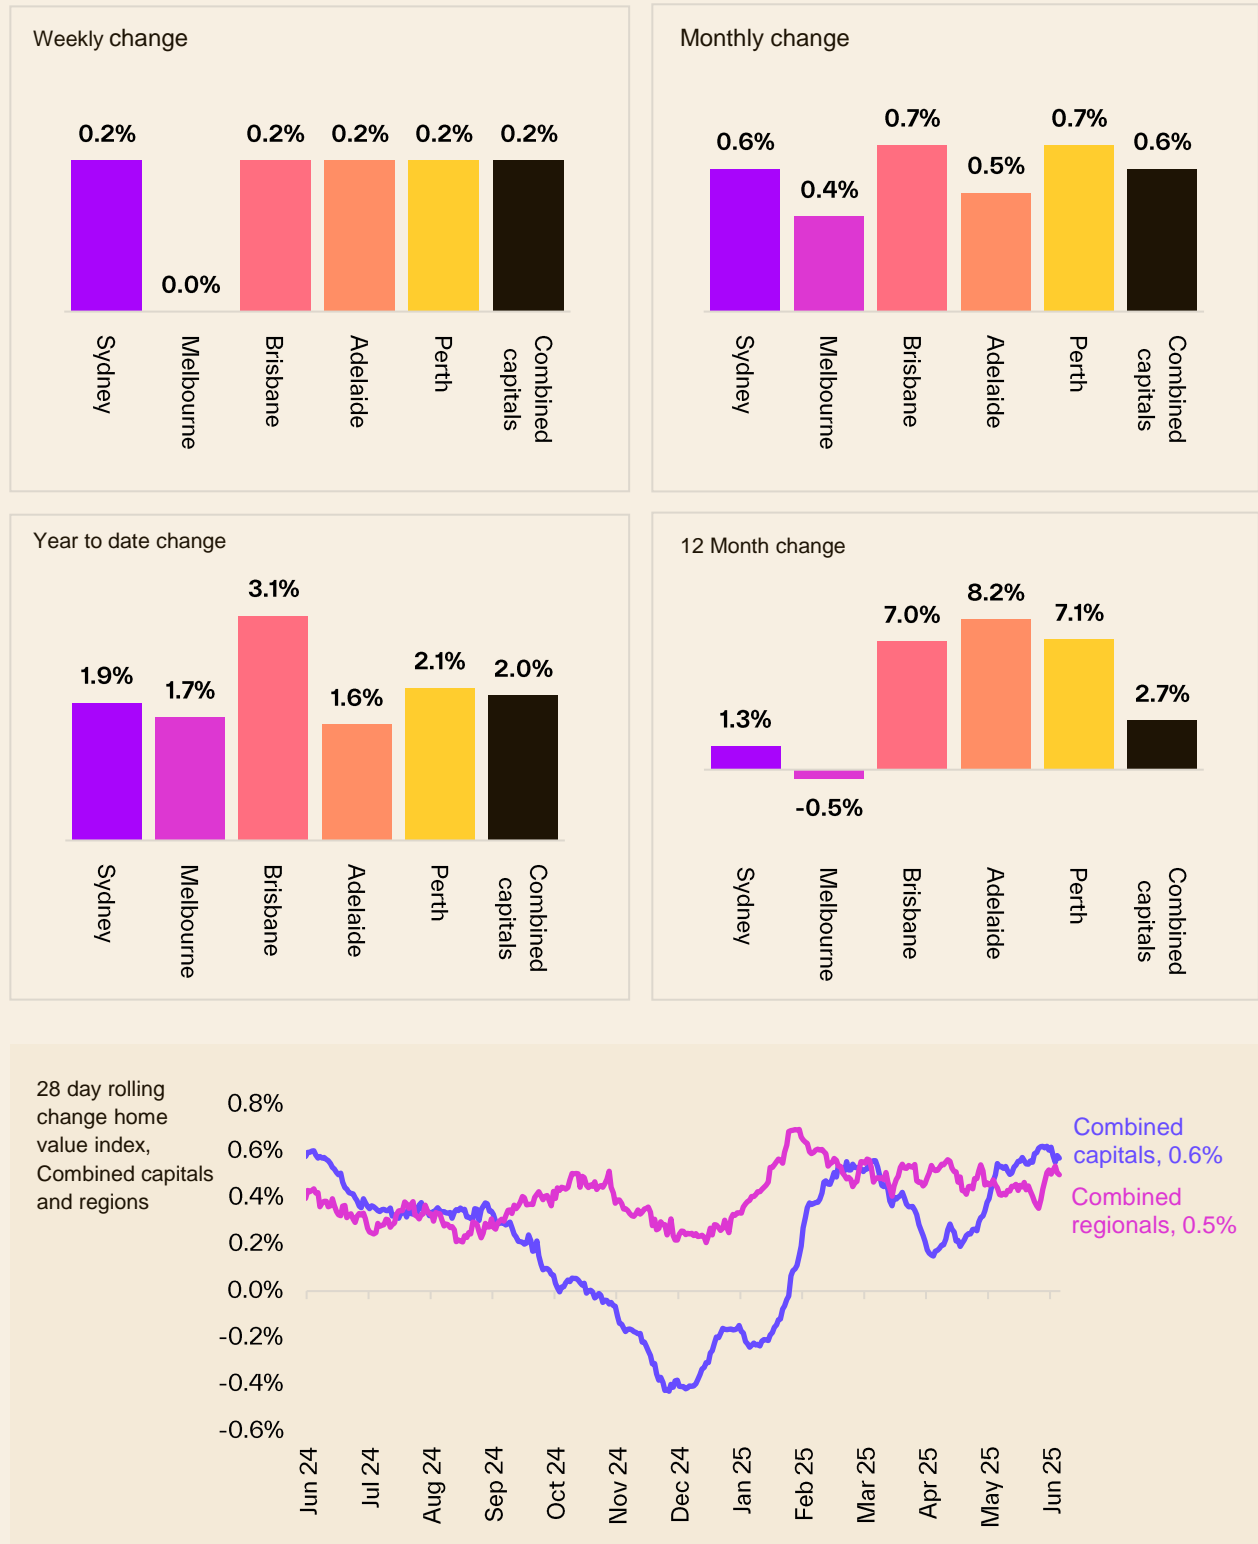 Weekly change
0.2%
0.0%
0.2%
0.2%
0.2%
0.2%
Sydney
Melbourne
Brisbane
Adelaide
Perth
Combined
capitals
Monthly change
0.6%
0.4%
0.7%
0.5%
0.7%
0.6%
Sydney
Melbourne
Brisbane
Adelaide
Perth
Combined
capitals
Year to date change
1.9%
1.7%
3.1%
1.6%
2.1%
2.0%
Sydney
Melbourne
Brisbane
Adelaide
Perth
Combined
capitals
12 Month change
1.3%
-0.5%
7.0%
8.2%
7.1%
2.7%
Sydney
Melbourne
Brisbane
Adelaide
Perth
Combined
capitals
28 day rolling
change home
value index,
Combined capitals
and regions
0.8%
0.6%
0.4%
0.2%
0.0%
-0.2%
-0.4%
-0.6%
Jun 24
Jul 24
Aug 24
Sep 24
Oct 24
Nov 24
Dec 24
Jan 25
Feb 25
Mar 25
Apr 25
May 25
Jun 25
Combined
capitals, 0.6%
Combined
regionals, 0.5%